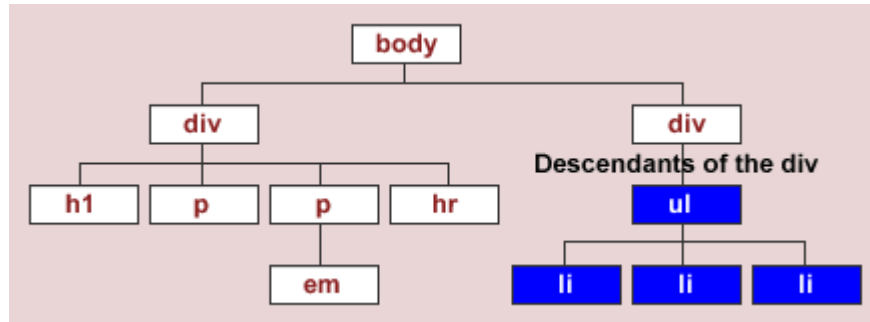 body
div div
Descendants of the div
h1 p p hr ul
em li li li